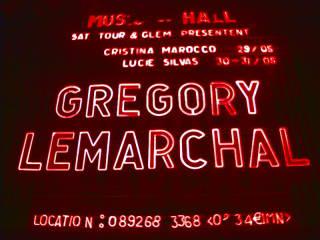 MUSIC - HALL
SAT TOUR & GLEM PRESENTENT
CRISTINA MAROCCO 29/05
LUCIE SILVAS 30-31/05
GREGORY
LEMARCHAL
LOCATION : 089268 3368 <0,34€/MN>